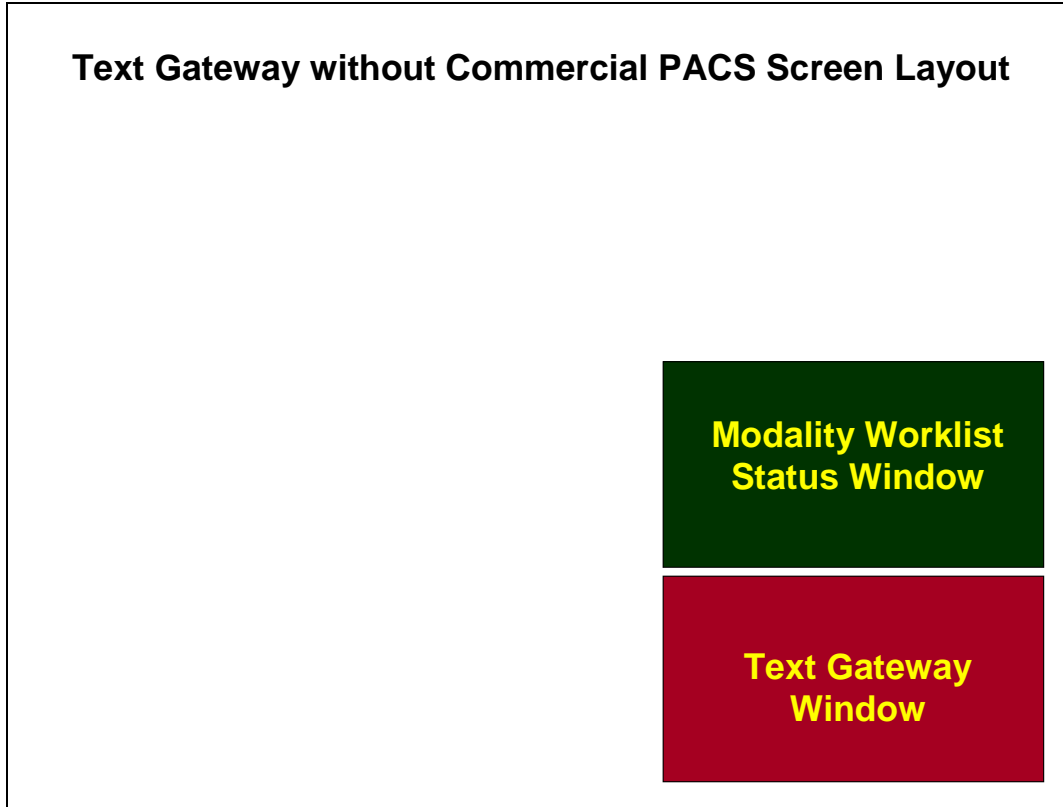 Text Gateway without Commercial PACS Screen Layout
Modality Worklist
Status Window
Text Gateway
Window